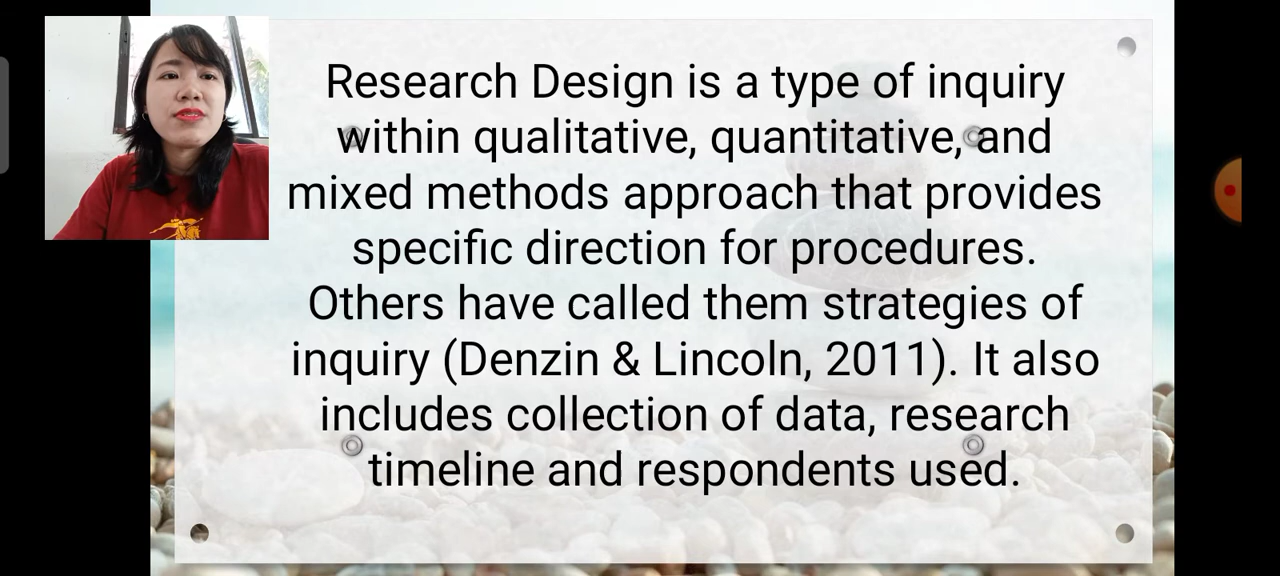 Research Design is a type of inquiry
within qualitative, quantitative, and
mixed methods approach that provides
specific direction for procedures.
Others have called them strategies of
inquiry (Denzin & Lincoln, 2011). It also
includes collection of data, research
timeline and respondents used.